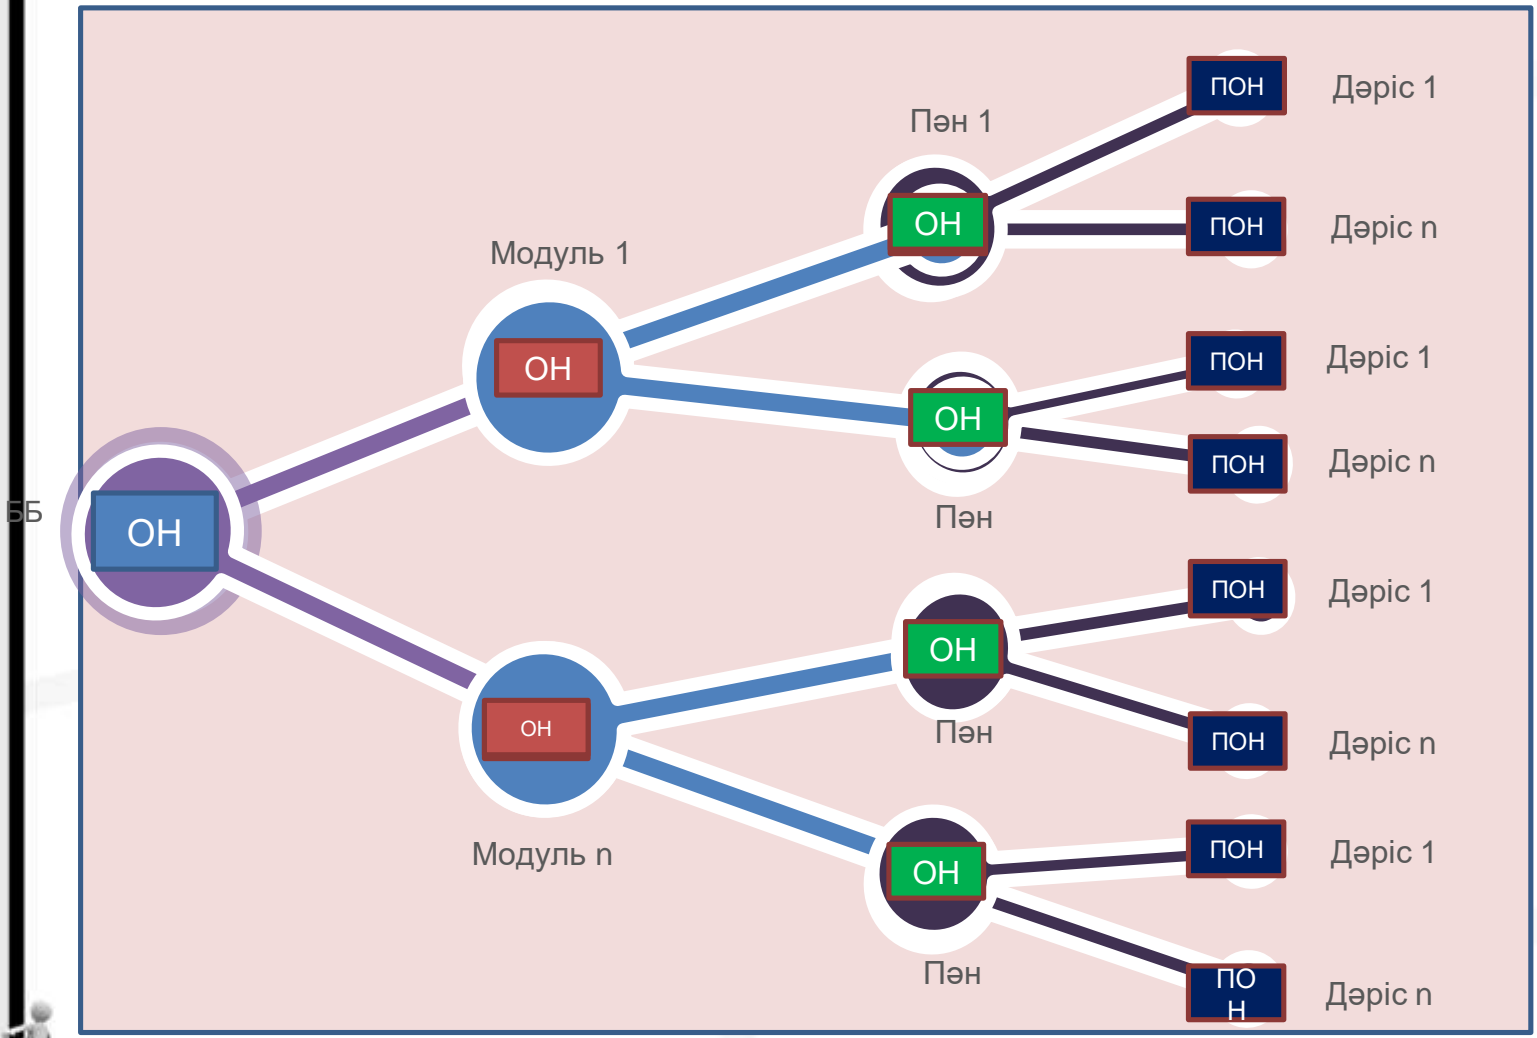 ББ
ОН
Модуль 1
ОН
Модуль n
ОН
Пән 1
ОН
ОН
Пән
ОН
Пән
ОН
Пән
ПОН Дәріс 1
ПОН Дәріс n
ПОН Дәріс 1
ПОН Дәріс n
ПОН Дәріс 1
ПОН Дәріс n
ПОН Дәріс 1
ПО
Н Дәріс n